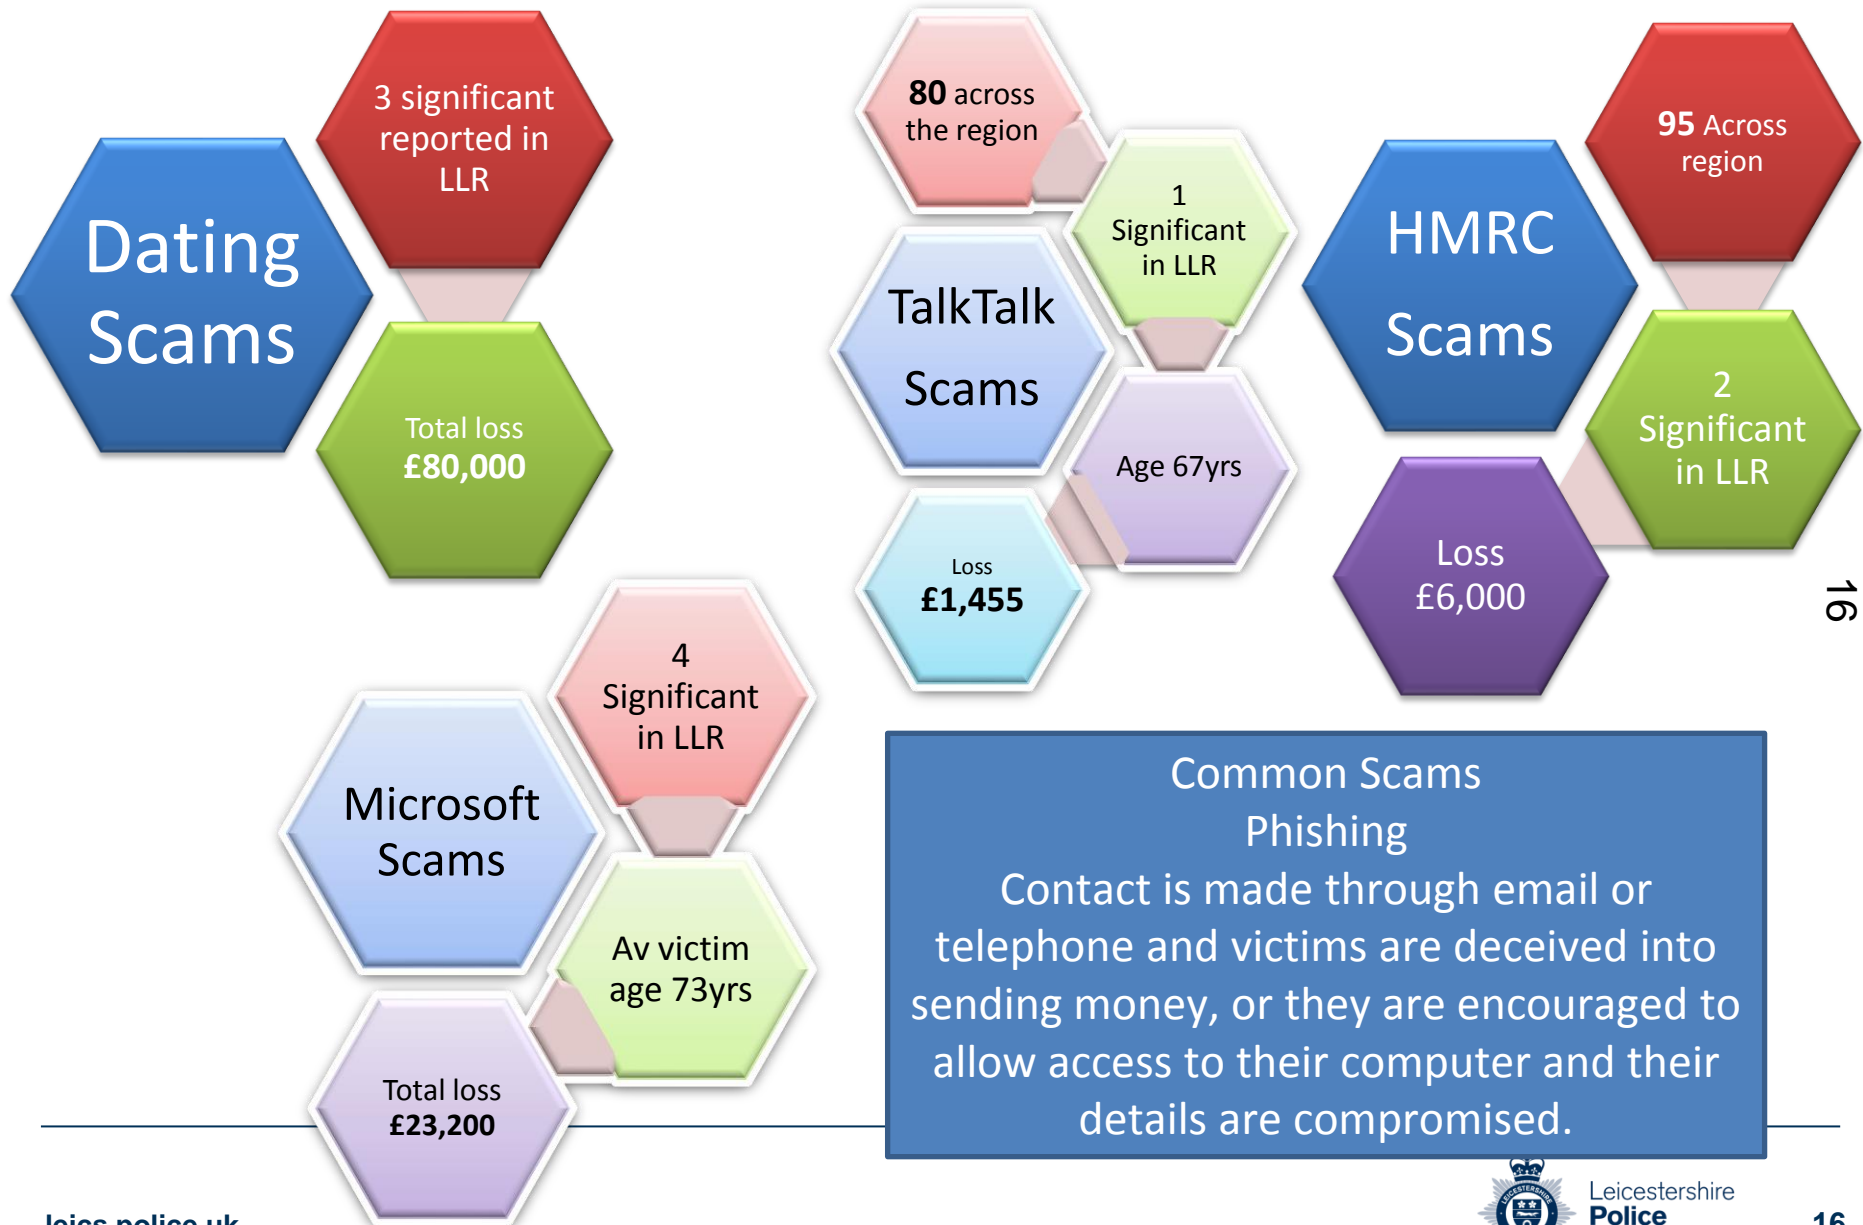 Dating
Scams
3 significant
reported in
LLR
Total loss
£80,000
80 across
the region
1
Significant
in LLR
TalkTalk
Scams
Age 67yrs
Loss
£1,455
95 Across
region
HMRC
Scams
2
Significant
in LLR
Loss
£6,000
16
4
Significant
in LLR
Microsoft
Scams
Av victim
age 73yrs
Total loss
£23,200
Common Scams
Phishing
Contact is made through email or
telephone and victims are deceived into
sending money, or they are encouraged to
allow access to their computer and their
details are compromised.
leics.police.uk
LEICESTERSHIRE
Leicestershire
Police
16